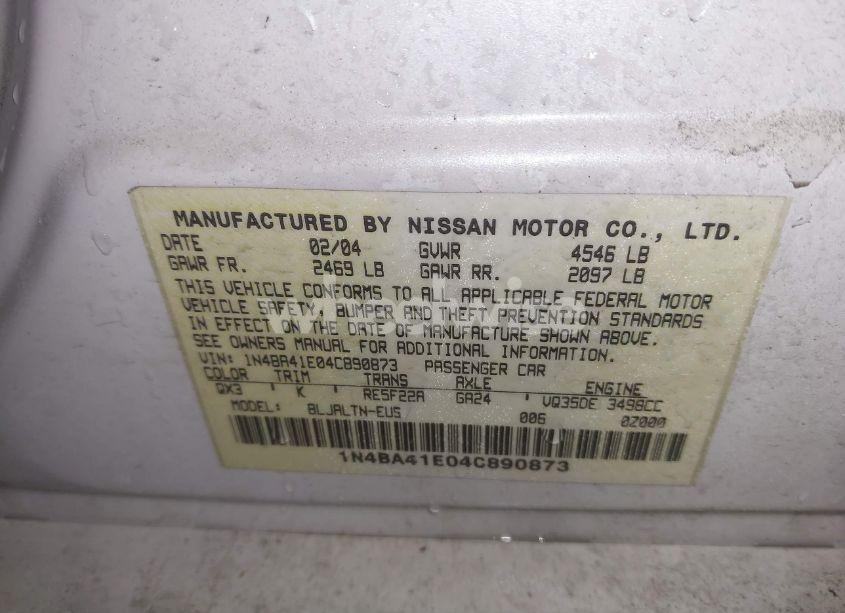 MANUFACTURED BY NISSAN MOTOR CO., LTD.
DATE 02/04 GVWR 4546 LB
GAWR FR. 2469 LB GAWR RR. 2097 LB
THIS VEHICLE CONFORMS TO ALL APPLICABLE FEDERAL MOTOR
VEHICLE SAFETY, BUMPER AND THEFT PREVENTION STANDARDS
IN EFFECT ON THE DATE OF MANUFACTURE SHOWN ABOVE.
SEE OWNERS MANUAL FOR ADDITIONAL INFORMATION.
VIN: 1N4BA41E04C890873 PASSENGER CAR
COLOR TRIM TRANS AXLE ENGINE
QX3 K RE5F22A GA24 VQ35DE 3498CC
MODEL: BLJALTN-EUS 006 0Z000
1N4BA41E04C890873